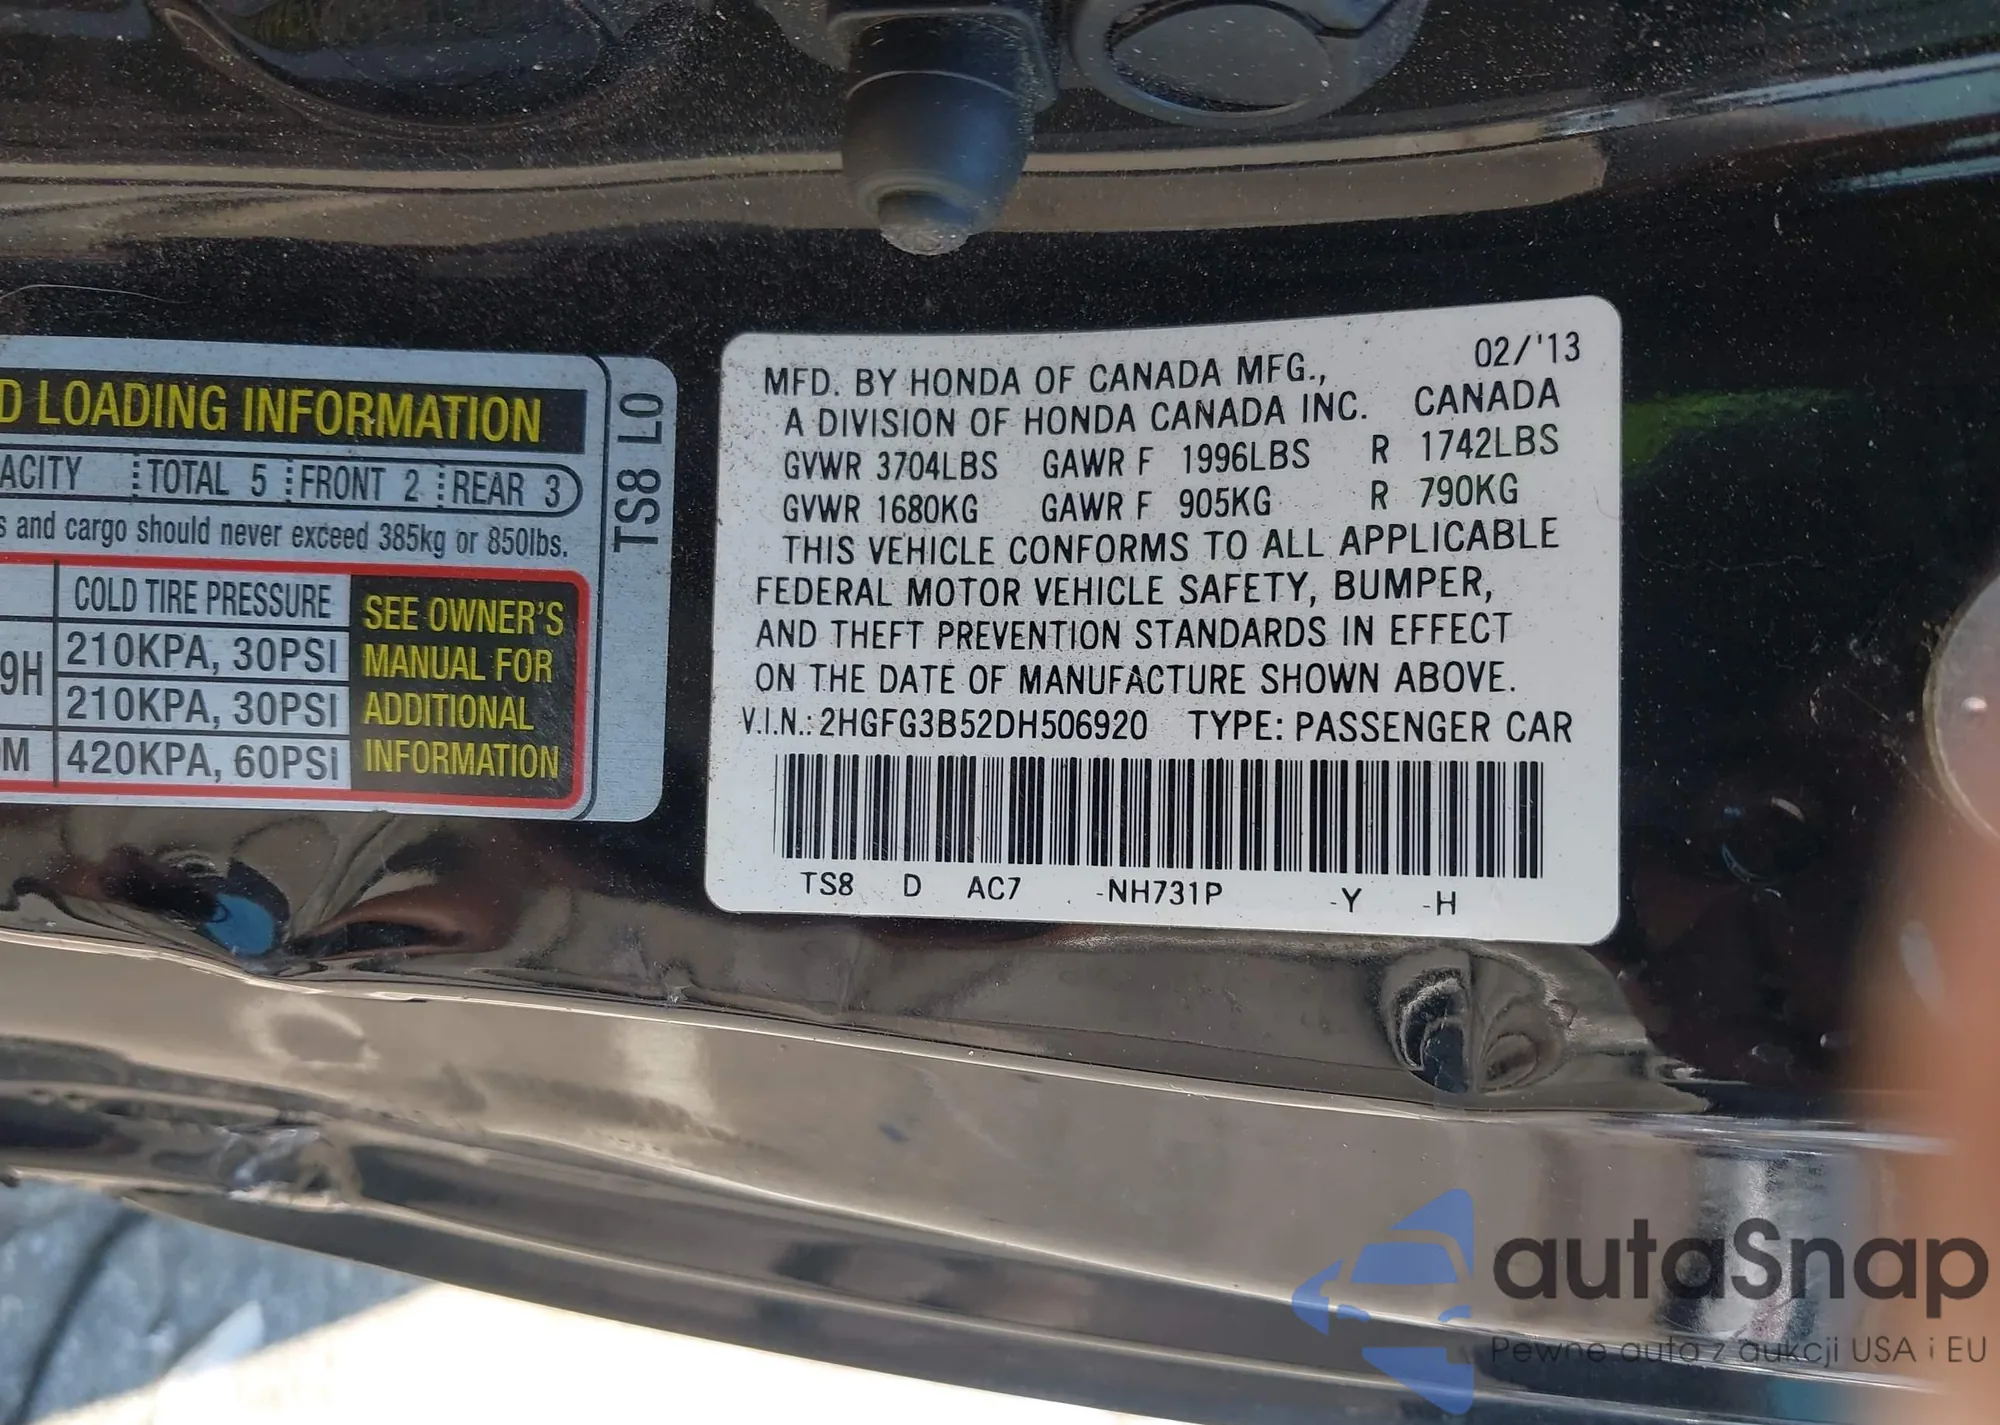 D LOADING INFORMATION
ACITY TOTAL 5 FRONT 2 REAR 3
s and cargo should never exceed 385kg or 850lbs.
COLD TIRE PRESSURE
9H 210KPA, 30PSI
210KPA, 30PSI
M 420KPA, 60PSI
SEE OWNER'S
MANUAL FOR
ADDITIONAL
INFORMATION
TS8 L0
02/'13
MFD. BY HONDA OF CANADA MFG.,
A DIVISION OF HONDA CANADA INC. CANADA
GVWR 3704LBS GAWR F 1996LBS R 1742LBS
GVWR 1680KG GAWR F 905KG R 790KG
THIS VEHICLE CONFORMS TO ALL APPLICABLE
FEDERAL MOTOR VEHICLE SAFETY, BUMPER,
AND THEFT PREVENTION STANDARDS IN EFFECT
ON THE DATE OF MANUFACTURE SHOWN ABOVE.
V.I.N.: 2HGFG3B52DH506920 TYPE: PASSENGER CAR
TS8 D AC7 -NH731P -Y -H
autaSnap
Pewne auto z aukcji USA i EU